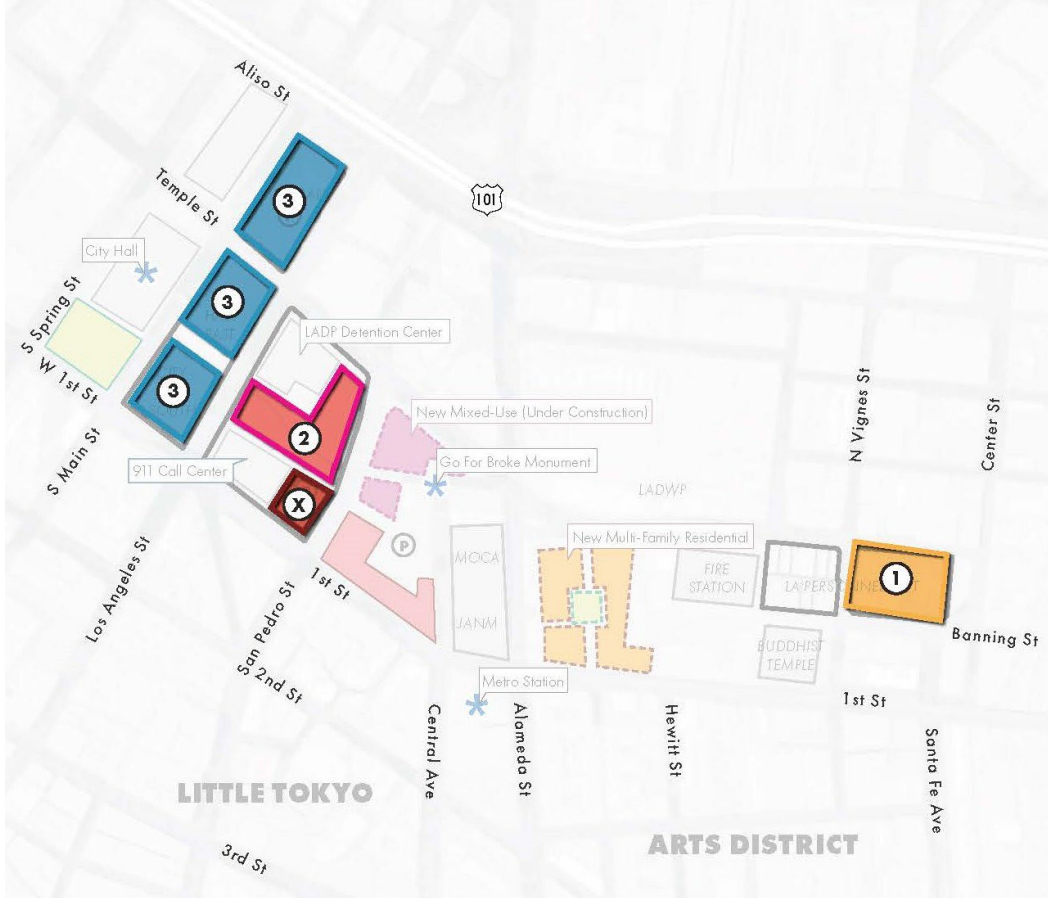 Aliso St
Temple St
101
3
City Hall
3
S Spring St
LADP Detention Center
W 1st St
3
New Mixed-Use (Under Construction)
N Vignes St
Center St
2
S Main St
911 Call Center
Go For Broke Monument
LADWP
X
New Multi-Family Residential
P
MOCA
FIRE
STATION
1
Los Angeles St
1st St
San Pedro St
JANM
Banning St
BUDDHIST
TEMPLE
2nd St
Metro Station
1st St
Central Ave
Alameda St
Hewitt St
Santa Fe Ave
LITTLE TOKYO
3rd St
ARTS DISTRICT